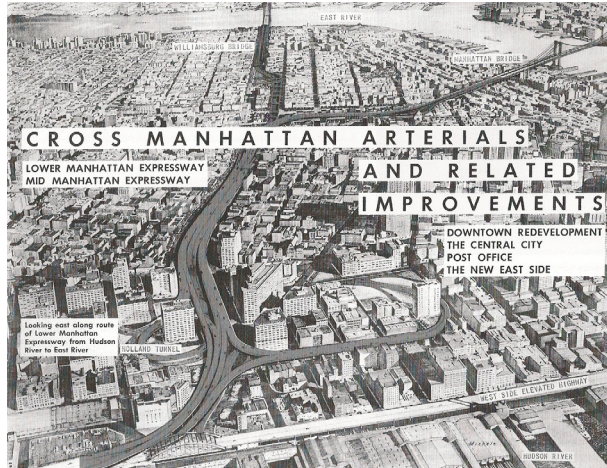 EAST RIVER
WILLIAMSBURG BRIDGE
MANHATTAN BRIDGE
CROSS MANHATTAN ARTERIALS
LOWER MANHATTAN EXPRESSWAY
MID MANHATTAN EXPRESSWAY
AND RELATED
IMPROVEMENTS
DOWNTOWN REDEVELOPMENT
THE CENTRAL CITY
POST OFFICE
THE NEW EAST SIDE
Looking east along route
of Lower Manhattan
Expressway from Hudson
River to East River
HOLLAND TUNNEL
WEST SIDE ELEVATED HIGHWAY
HUDSON RIVER